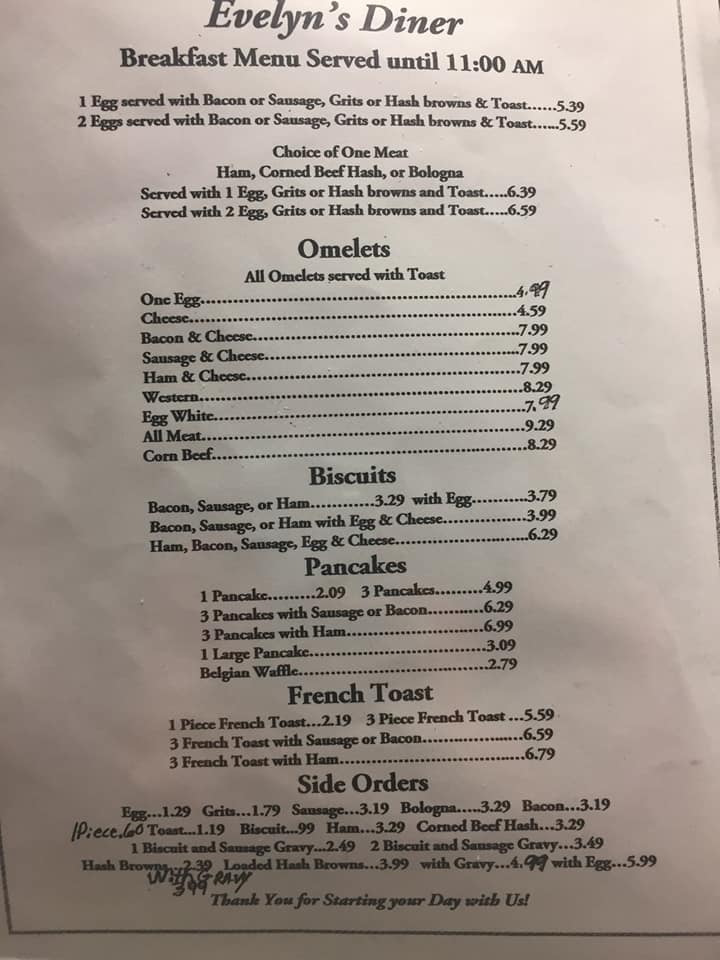 Evelyn's Diner
Breakfast Menu Served until 11:00 AM
1 Egg served with Bacon or Sausage, Grits or Hash browns & Toast......5.39
2 Eggs served with Bacon or Sausage, Grits or Hash browns & Toast......5.59
Choice of One Meat
Ham, Corned Beef Hash, or Bologna
Served with 1 Egg, Grits or Hash browns and Toast.....6.39
Served with 2 Egg, Grits or Hash browns and Toast.....6.59
Omelets
All Omelets served with Toast
One Egg..........4.99
Cheese..........4.59
Bacon & Cheese..........7.99
Sausage & Cheese..........7.99
Ham & Cheese..........7.99
Western..........8.29
Egg White..........7.99
All Meat..........9.29
Corn Beef..........8.29
Biscuits
Bacon, Sausage, or Ham............3.29 with Egg..........3.79
Bacon, Sausage, or Ham with Egg & Cheese...............3.99
Ham, Bacon, Sausage, Egg & Cheese........................6.29
Pancakes
1 Pancake.........2.09 3 Pancakes.........4.99
3 Pancakes with Sausage or Bacon..........6.29
3 Pancakes with Ham.........................6.99
1 Large Pancake................................3.09
Belgian Waffle..................................2.79
French Toast
1 Piece French Toast...2.19 3 Piece French Toast ...5.59
3 French Toast with Sausage or Bacon..................6.59
3 French Toast with Ham.................................6.79
Side Orders
Egg...1.29 Grits...1.79 Sausage...3.19 Bologna.....3.29 Bacon...3.19
1Piece.60 Toast...1.19 Biscuit...99 Ham...3.29 Corned Beef Hash...3.29
1 Biscuit and Sausage Gravy...2.49 2 Biscuit and Sausage Gravy...3.49
Hash Browns...2.39 Loaded Hash Browns...3.99 with Gravy...4.99 with Egg...5.99
With GRAVY
3 99
Thank You for Starting your Day with Us!